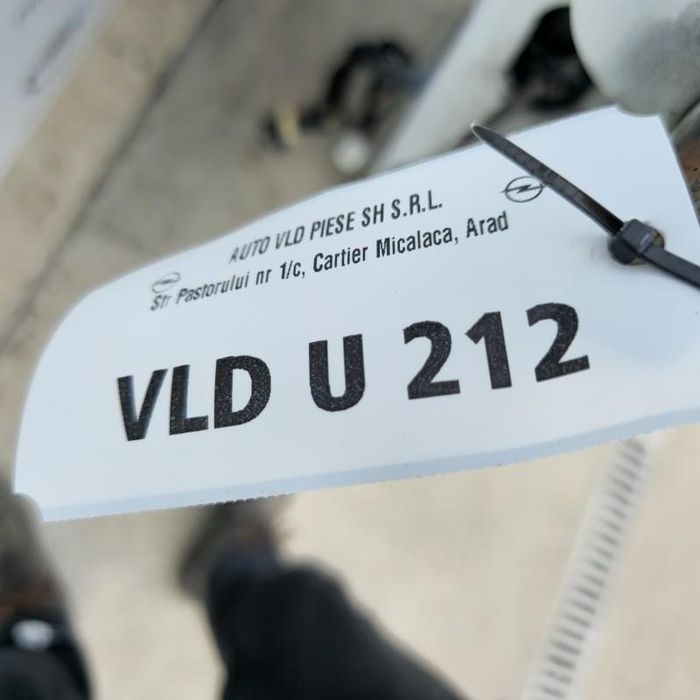 AUTO VLD PIESE SH S.R.L.
Str Pastorului nr 1/c, Cartier Micalaca, Arad
VLD U 212